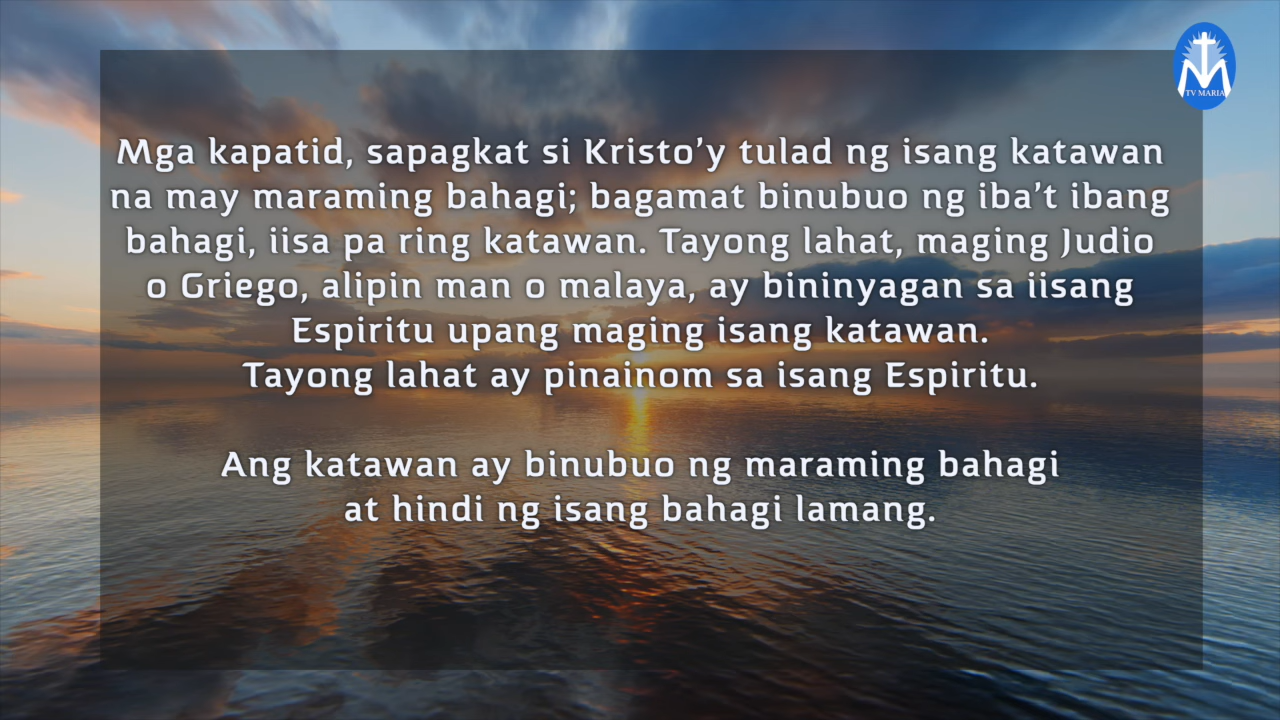 TV MARIA
Mga kapatid, sapagkat si Kristo’y tulad ng isang katawan
na may maraming bahagi; bagamat binubuo ng iba’t ibang
bahagi, iisa pa ring katawan. Tayong lahat, maging Judio
o Griego, alipin man o malaya, ay bininyagan sa iisang
Espiritu upang maging isang katawan.
Tayong lahat ay pinainom sa isang Espiritu.
Ang katawan ay binubuo ng maraming bahagi
at hindi ng isang bahagi lamang.